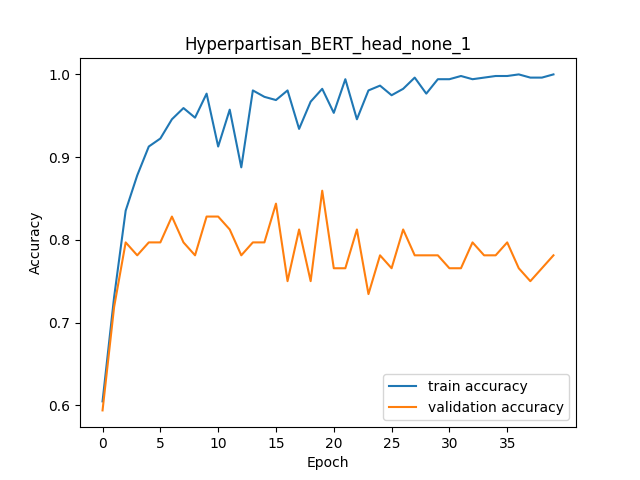 Hyperpartisan_BERT_head_none_1
1.0
0.9
0.8
0.7
0.6
Accuracy
train accuracy
validation accuracy
0 5 10 15 20 25 30 35
Epoch